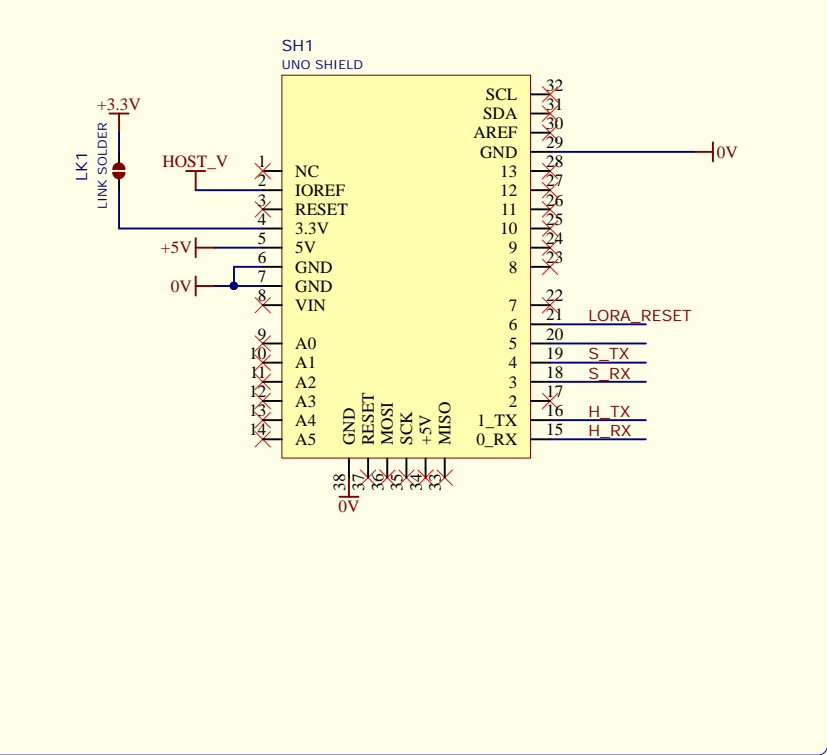 SH1
UNO SHIELD
+3.3V
LK1
LINK SOLDER
HOST_V
+5V
0V
1 NC
2 IOREF
3 RESET
4 3.3V
5 5V
6 GND
7 GND
8 VIN
9 A0
10 A1
11 A2
12 A3
13 A4
14 A5
SCL 32
SDA 31
AREF 30
GND 29 0V
13 28
12 27
11 26
10 25
9 24
8 23
7 22
6 21 LORA_RESET
5 20
4 19 S_TX
3 18 S_RX
2 17
1_TX 16 H_TX
0_RX 15 H_RX
GND 38
RESET 37
MOSI 36
SCK 35
+5V 34
MISO 33
0V